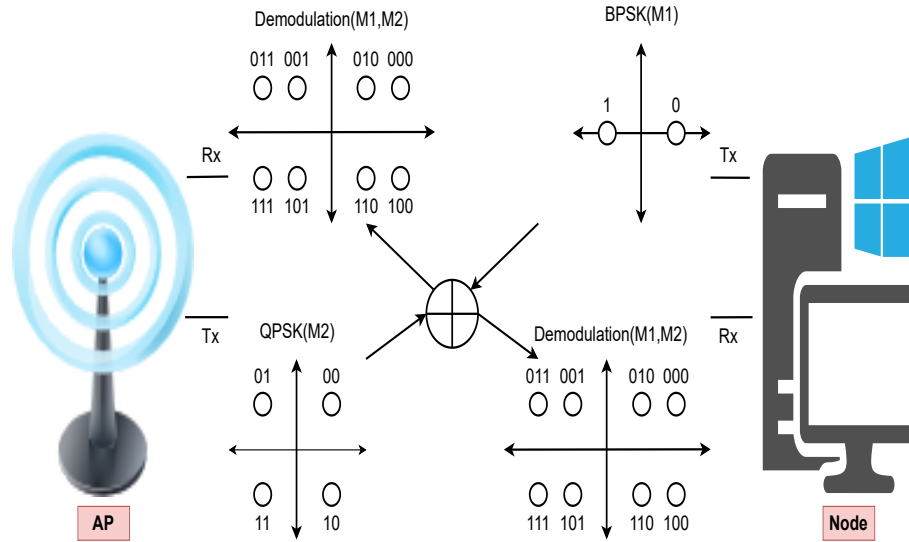 Demodulation(M1,M2)
011 001 010 000
111 101 110 100
Rx
BPSK(M1)
1 0
Tx
Tx
QPSK(M2)
01 00
11 10
Demodulation(M1,M2)
011 001 010 000
111 101 110 100
Rx
AP
Node